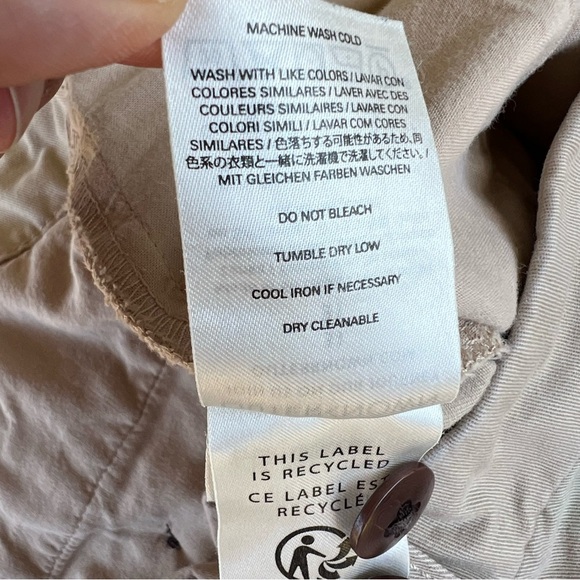 MACHINE WASH COLD
WASH WITH LIKE COLORS / LAVAR CON
COLORES SIMILARES / LAVER AVEC DES
COULEURS SIMILAIRES / LAVARE CON
COLORI SIMILI / LAVAR COM CORES
SIMILARES / 色落ちする可能性があるため、同
色系の衣類と一緒に洗濯機で洗濯してください。/
MIT GLEICHEN FARBEN WASCHEN
DO NOT BLEACH
TUMBLE DRY LOW
COOL IRON IF NECESSARY
DRY CLEANABLE
THIS LABEL
IS RECYCLED
CE LABEL EST
RECYCLÉ